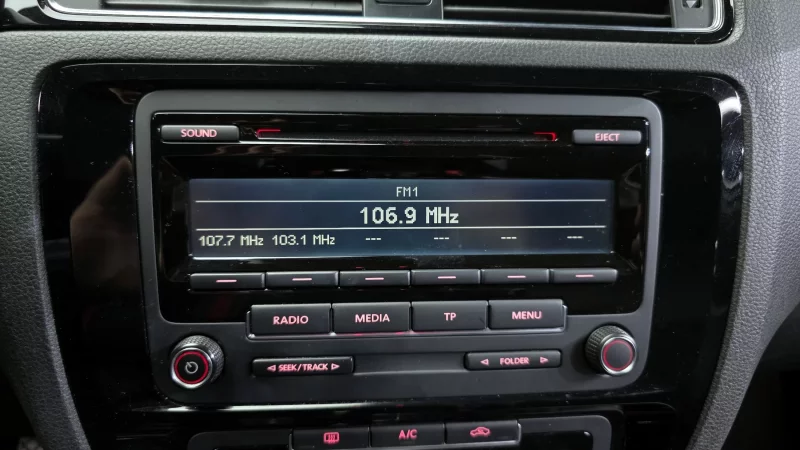 SOUND EJECT
FM1
106.9 MHz
107.7 MHz 103.1 MHz --- --- --- ---
RADIO MEDIA TP MENU
SEEK/TRACK FOLDER
A/C